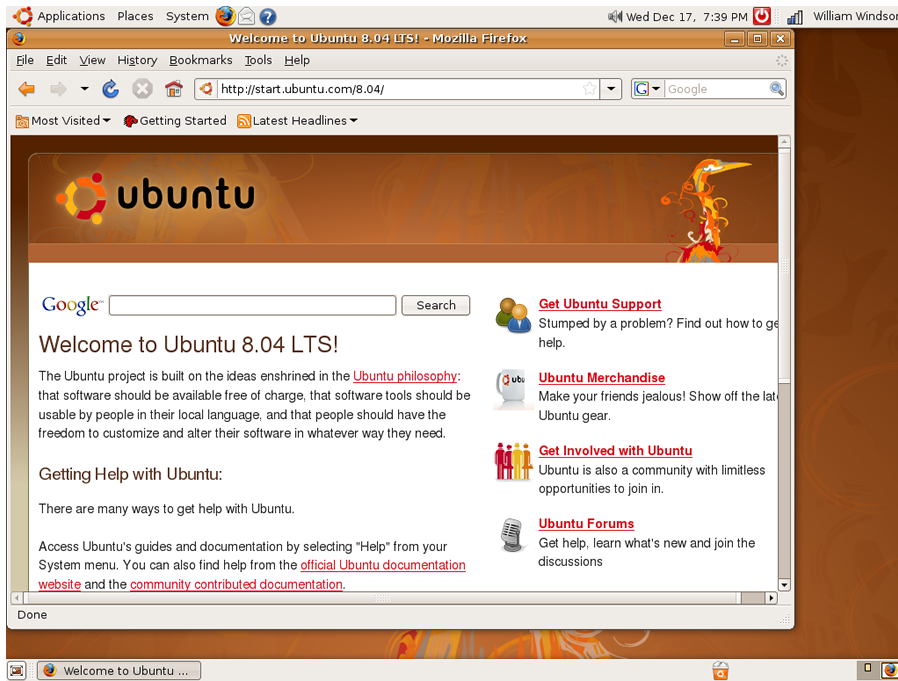 Applications Places System Wed Dec 17, 7:39 PM William Windsor
Welcome to Ubuntu 8.04 LTS! - Mozilla Firefox
File Edit View History Bookmarks Tools Help
http://start.ubuntu.com/8.04/ G Google
Most Visited Getting Started Latest Headlines
ubuntu
Google™ Search
Welcome to Ubuntu 8.04 LTS!
The Ubuntu project is built on the ideas enshrined in the Ubuntu philosophy:
that software should be available free of charge, that software tools should be
usable by people in their local language, and that people should have the
freedom to customize and alter their software in whatever way they need.
Getting Help with Ubuntu:
There are many ways to get help with Ubuntu.
Access Ubuntu's guides and documentation by selecting "Help" from your
System menu. You can also find help from the official Ubuntu documentation
website and the community contributed documentation.
Get Ubuntu Support
Stumped by a problem? Find out how to ge
help.
ubu
Ubuntu Merchandise
Make your friends jealous! Show off the late
Ubuntu gear.
Get Involved with Ubuntu
Ubuntu is also a community with limitless
opportunities to join in.
Ubuntu Forums
Get help, learn what's new and join the
discussions
Done
Welcome to Ubuntu ...